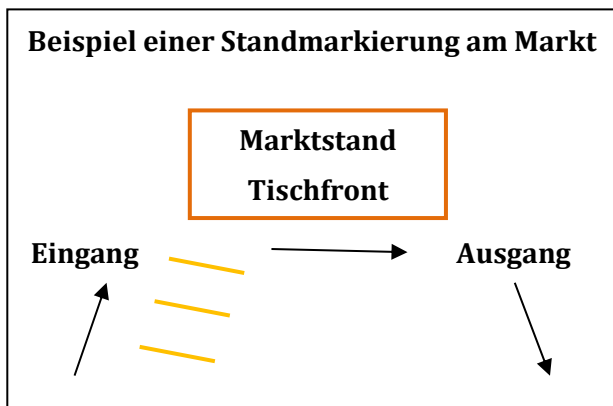 Beispiel einer Standmarkierung am Markt
Marktstand
Tischfront
Eingang
Ausgang